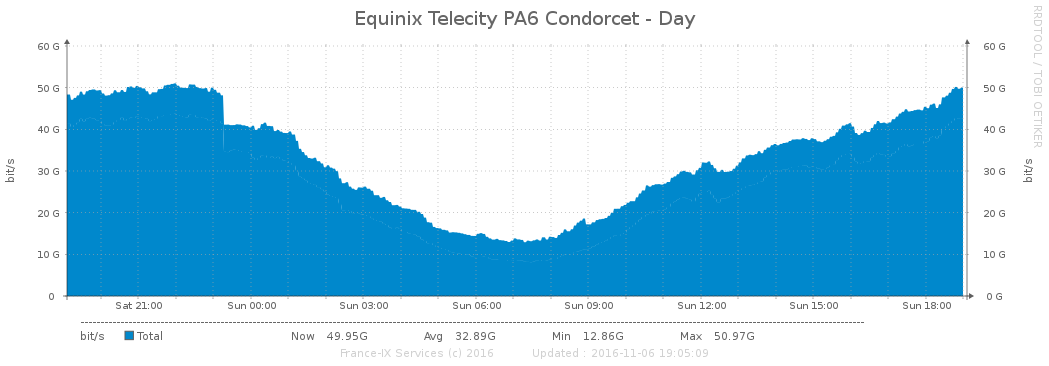 Equinix Telecity PA6 Condorcet - Day
RRDTOOL / TOBI OETIKER
bit/s
60 G
50 G
40 G
30 G
20 G
10 G
0
60 G
50 G
40 G
30 G
20 G
10 G
0 G
bit/s
Sat 21:00 Sun 00:00 Sun 03:00 Sun 06:00 Sun 09:00 Sun 12:00 Sun 15:00 Sun 18:00
bit/s Total Now 49.95G Avg 32.89G Min 12.86G Max 50.97G
France-IX Services (c) 2016 Updated : 2016-11-06 19:05:09